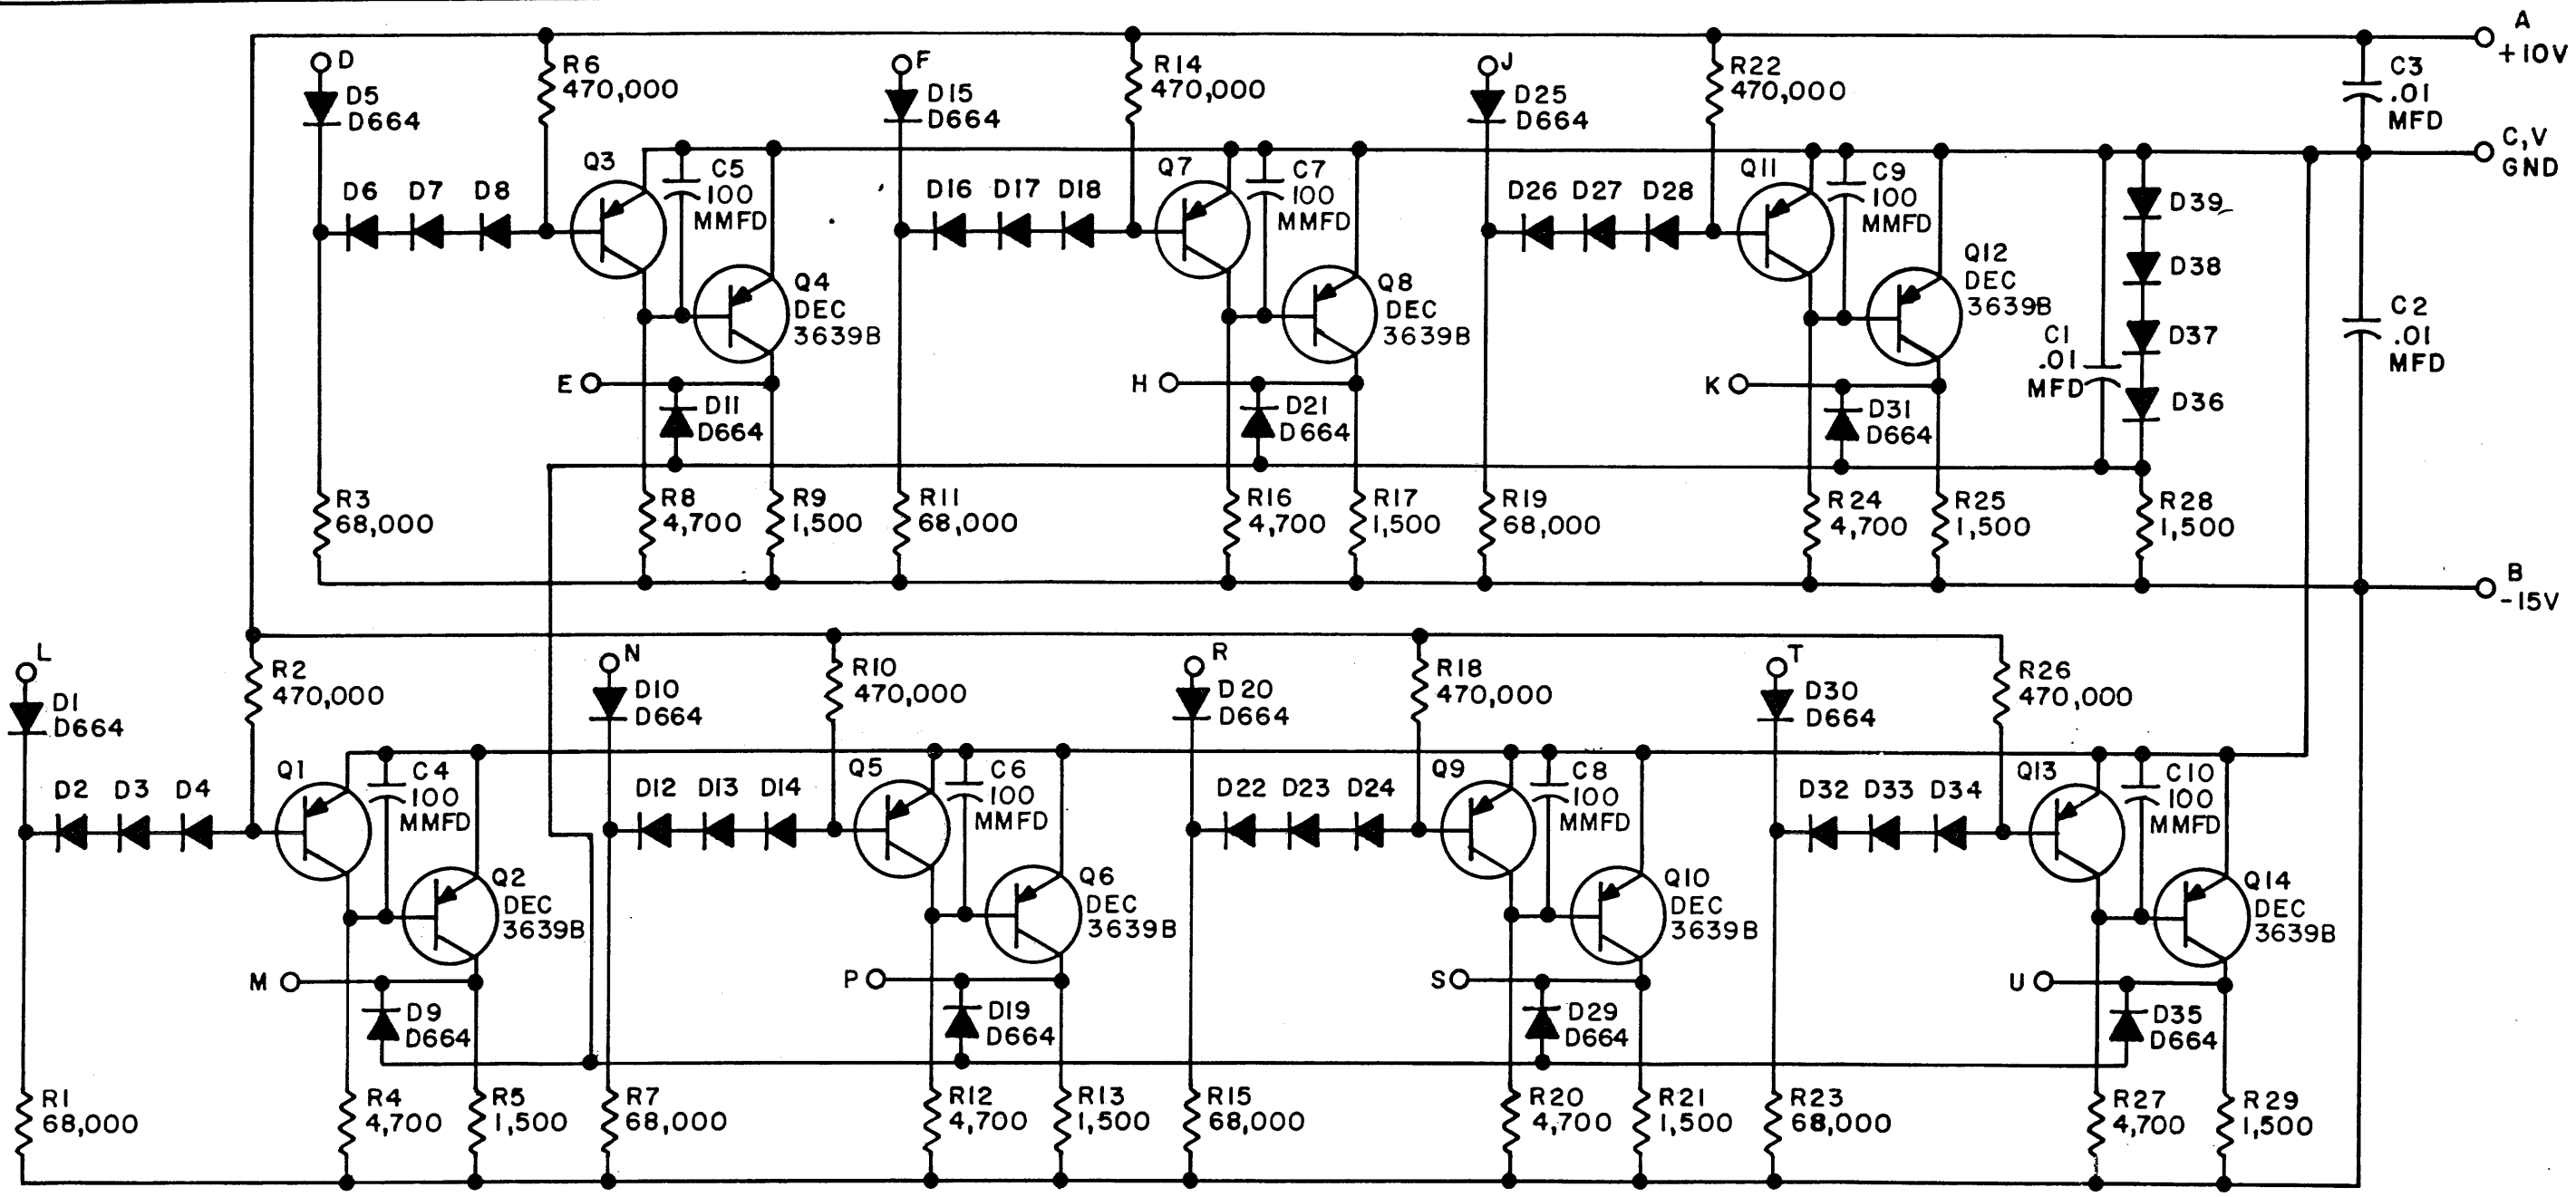 A
+10V
C3
.01
MFD
C,V
GND
C2
.01
MFD
B
-15V
D
D5
D664
R6
470,000
D6 D7 D8
Q3
C5
100
MMFD
Q4
DEC
3639B
E
D11
D664
R3
68,000
R8
4,700
R9
1,500
F
D15
D664
R14
470,000
D16 D17 D18
Q7
C7
100
MMFD
Q8
DEC
3639B
H
D21
D664
R11
68,000
R16
4,700
R17
1,500
J
D25
D664
R22
470,000
D26 D27 D28
Q11
C9
100
MMFD
Q12
DEC
3639B
K
D31
D664
R19
68,000
R24
4,700
R25
1,500
C1
.01
MFD
D39
D38
D37
D36
R28
1,500
L
D1
D664
R2
470,000
D2 D3 D4
Q1
C4
100
MMFD
Q2
DEC
3639B
M
D9
D664
R1
68,000
R4
4,700
R5
1,500
N
D10
D664
R10
470,000
D12 D13 D14
Q5
C6
100
MMFD
Q6
DEC
3639B
P
D19
D664
R7
68,000
R12
4,700
R13
1,500
R
D20
D664
R18
470,000
D22 D23 D24
Q9
C8
100
MMFD
Q10
DEC
3639B
S
D29
D664
R15
68,000
R20
4,700
R21
1,500
T
D30
D664
R26
470,000
D32 D33 D34
Q13
C10
100
MMFD
Q14
DEC
3639B
U
D35
D664
R23
68,000
R27
4,700
R29
1,500